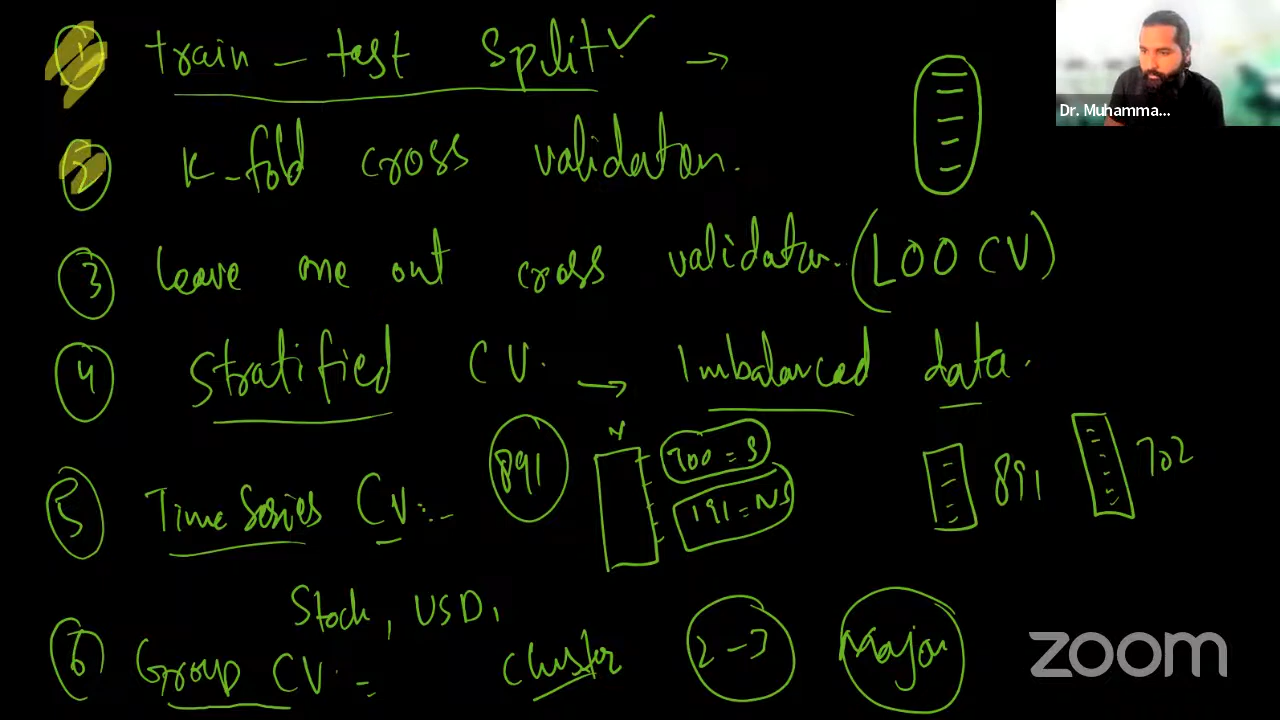 1 train - test split ✓ →
Dr. Muhamma...
2 K-fold cross validation.
3 leave one out cross validation. (LOO CV)
4 Stratified CV. → Imbalanced data.
891
700 = S
191 = NS
891
702
5 Time Series CV:-
Stock, USD,
6 Group CV =
cluster
2-3
Major
zoom